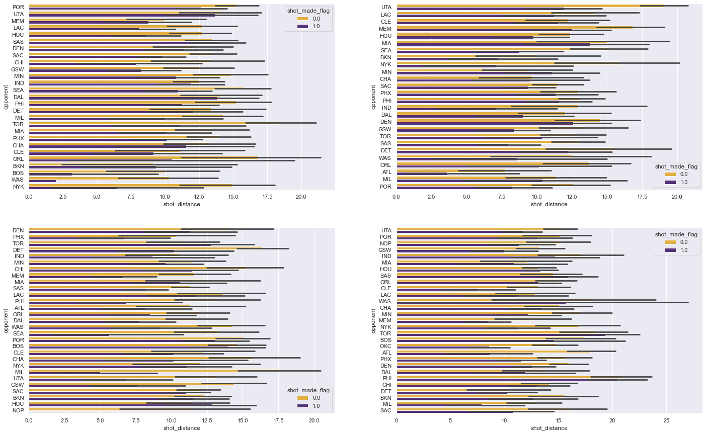 shot_made_flag
0.0
1.0
opponent
POR
UTA
MEM
LAC
HOU
SAS
DEN
SAC
CHI
GSW
MIN
IND
SEA
DAL
PHI
DET
MIL
TOR
MIA
PHX
CHA
CLE
ORL
BKN
BOS
WAS
NYK
0.0 2.5 5.0 7.5 10.0 12.5 15.0 17.5 20.0
shot_distance
shot_made_flag
0.0
1.0
opponent
UTA
LAC
CLE
MEM
HOU
MIA
SEA
BKN
NYK
BOS
MIN
CHA
SAC
PHX
PHI
IND
DAL
DEN
GSW
TOR
SAS
DET
WAS
ORL
ATL
MIL
POR
0.0 2.5 5.0 7.5 10.0 12.5 15.0 17.5 20.0
shot_distance
opponent
DEN
PHX
TOR
DET
IND
MIN
CHI
MEM
MIA
SAS
LAC
PHI
ATL
ORL
DAL
WAS
SEA
POR
BOS
CLE
CHA
NYK
MIL
UTA
GSW
SAC
BKN
HOU
NOP
shot_made_flag
0.0
1.0
0.0 2.5 5.0 7.5 10.0 12.5 15.0 17.5 20.0
shot_distance
opponent
UTA
POR
NOP
GSW
IND
MIA
HOU
SAS
ORL
CLE
LAC
WAS
CHA
MIN
MEM
NYK
TOR
BOS
OKC
ATL
PHX
DEN
DAL
PHI
CHI
DET
BKN
MIL
SAC
shot_made_flag
0.0
1.0
0 5 10 15 20 25
shot_distance